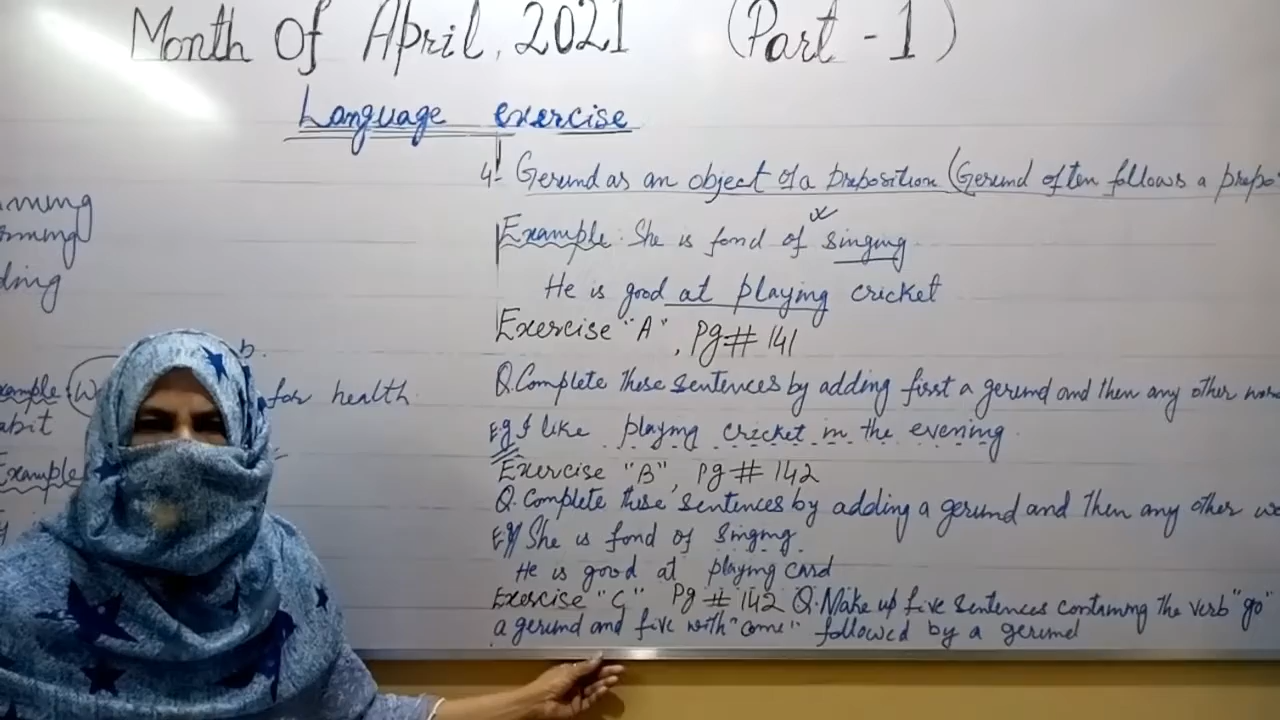 Month Of April, 2021 (Part - 1)
Language exercise
4- Gerund as an object of a preposition (Gerund often follows a prepo
Example: She is fond of singing
He is good at playing cricket
Exercise "A", Pg# 141
Q.Complete these sentences by adding first a gerund and then any other
Eg I like playing cricket in the evening
Exercise "B", Pg# 142
Q.Complete these sentences by adding a gerund and then any other
Eg She is fond of singing.
He is good at playing card
Exercise "C" Pg # 142 Q.Make up five sentences containing the verb "go"
a gerund and five with "come" followed by a gerund
ding
b.
for health
abit
Example